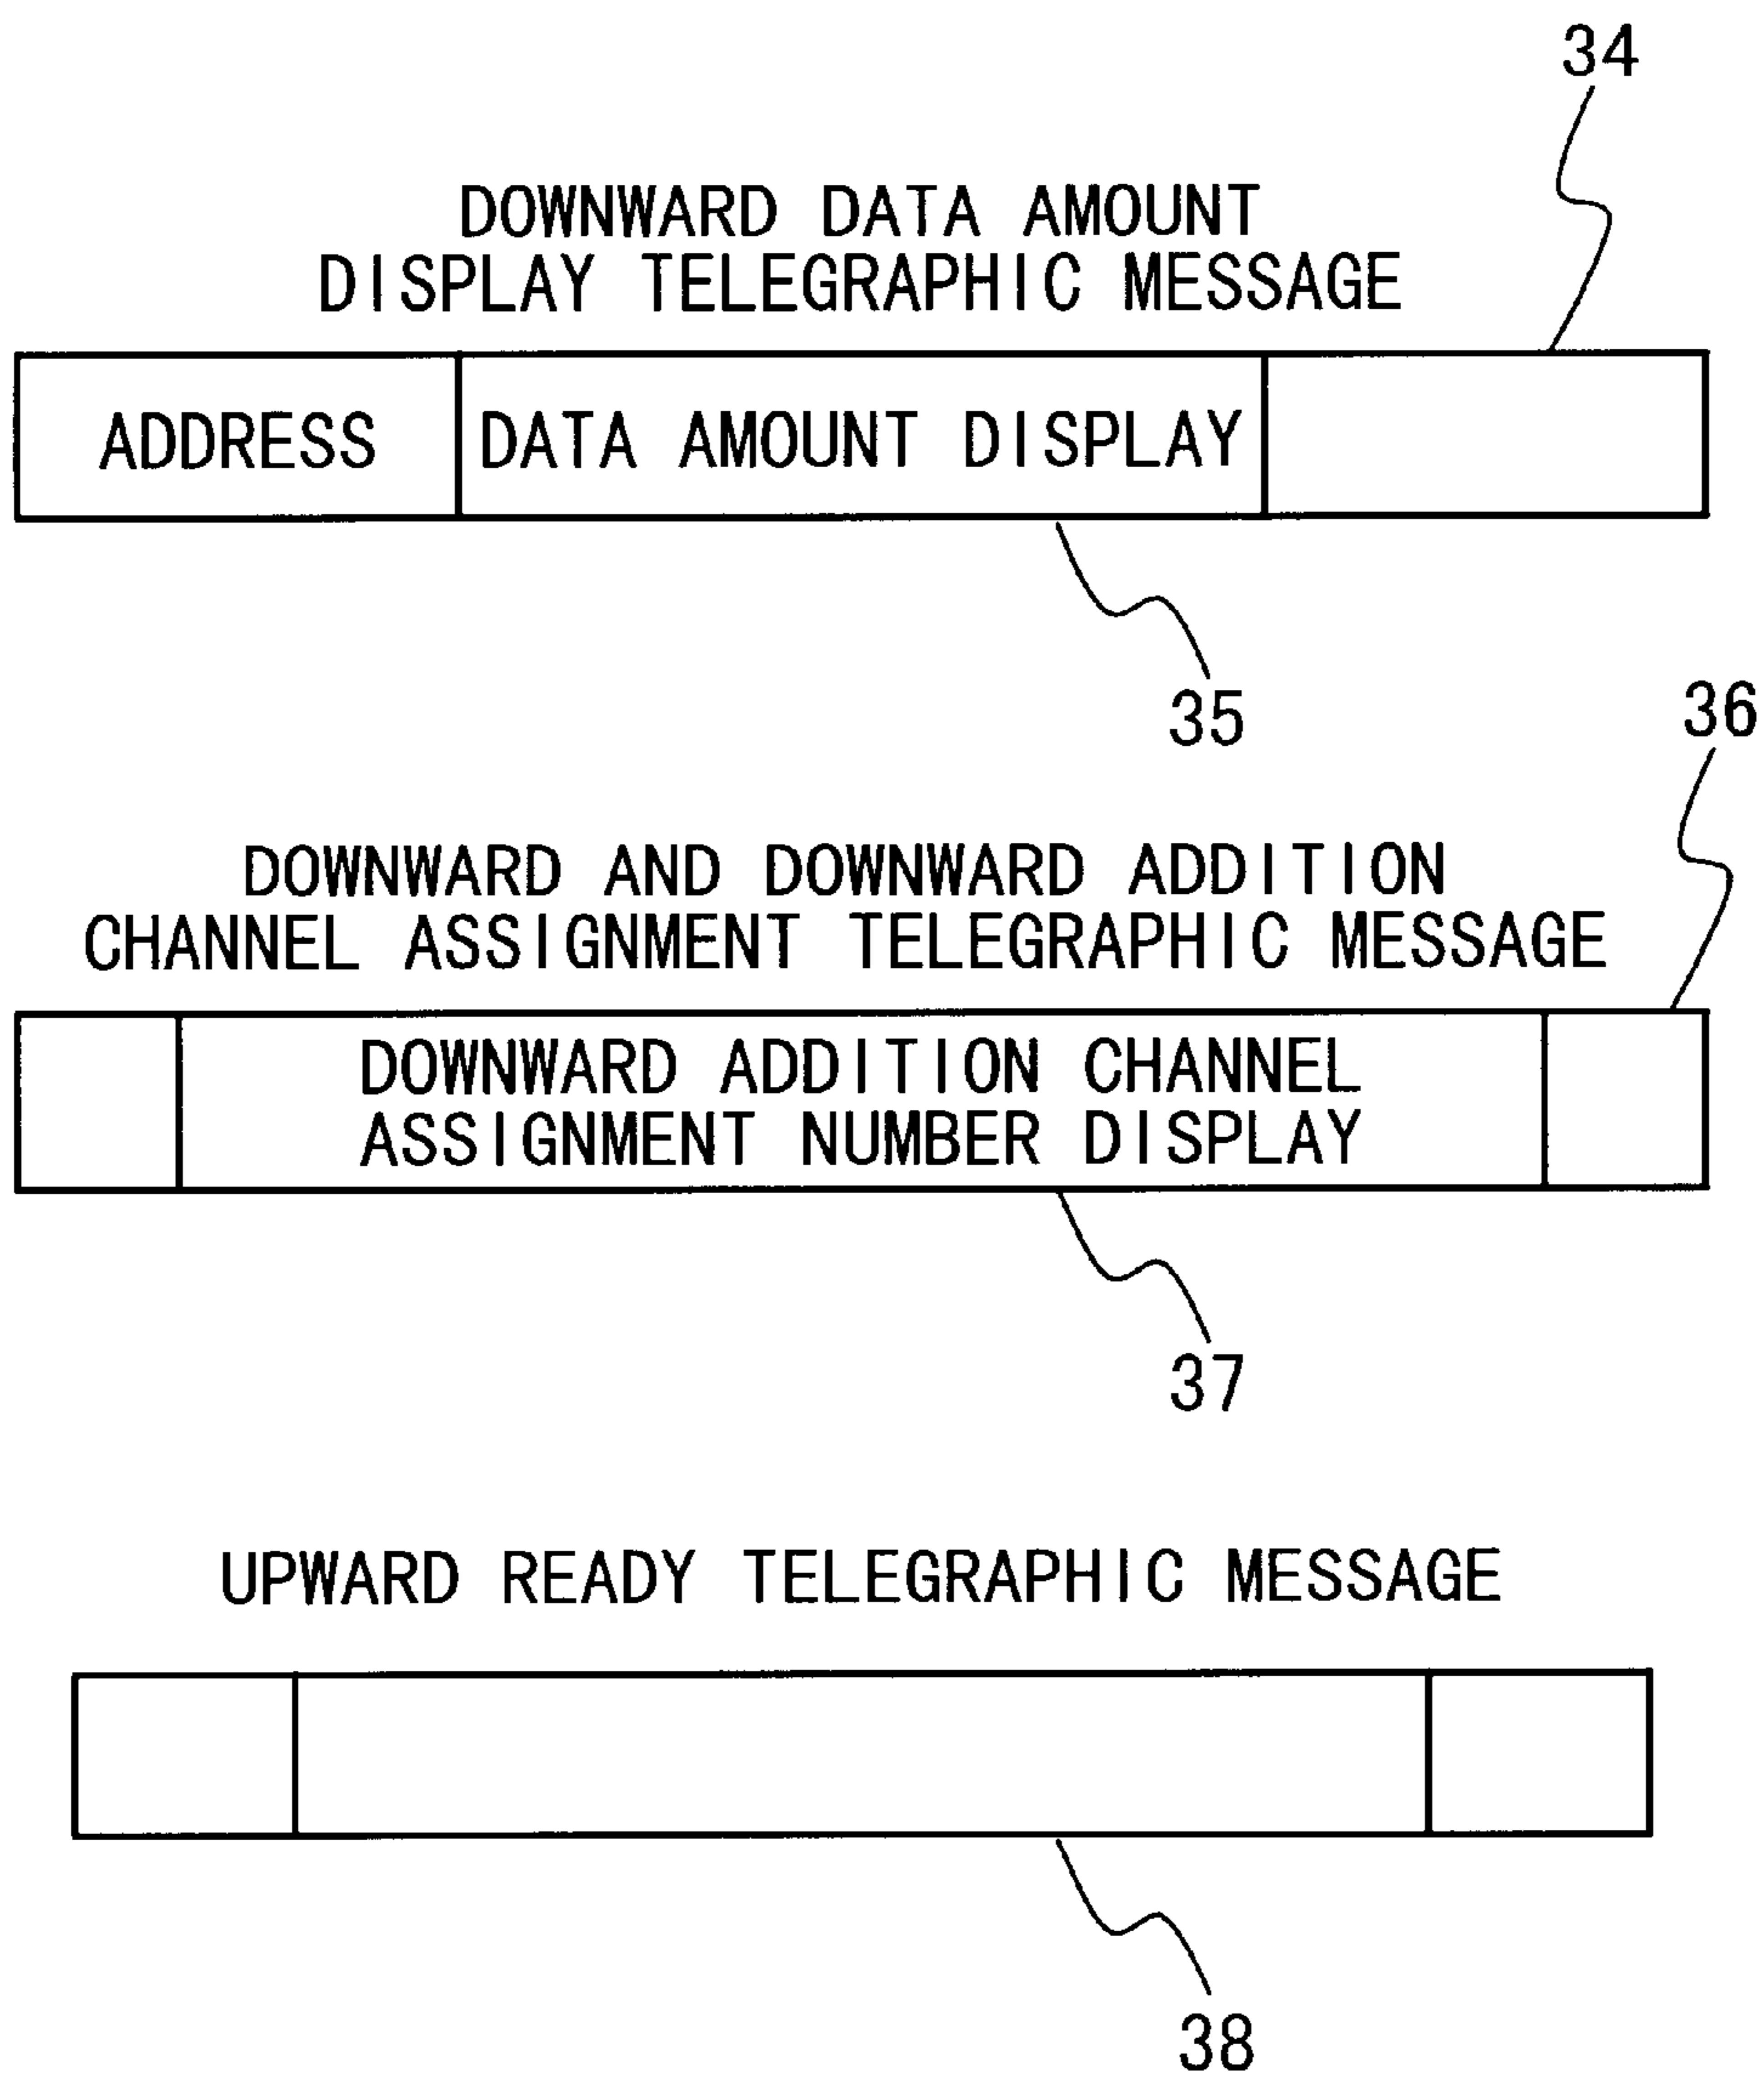 34
DOWNWARD DATA AMOUNT
DISPLAY TELEGRAPHIC MESSAGE
ADDRESS DATA AMOUNT DISPLAY
35
36
DOWNWARD AND DOWNWARD ADDITION
CHANNEL ASSIGNMENT TELEGRAPHIC MESSAGE
DOWNWARD ADDITION CHANNEL
ASSIGNMENT NUMBER DISPLAY
37
UPWARD READY TELEGRAPHIC MESSAGE
38